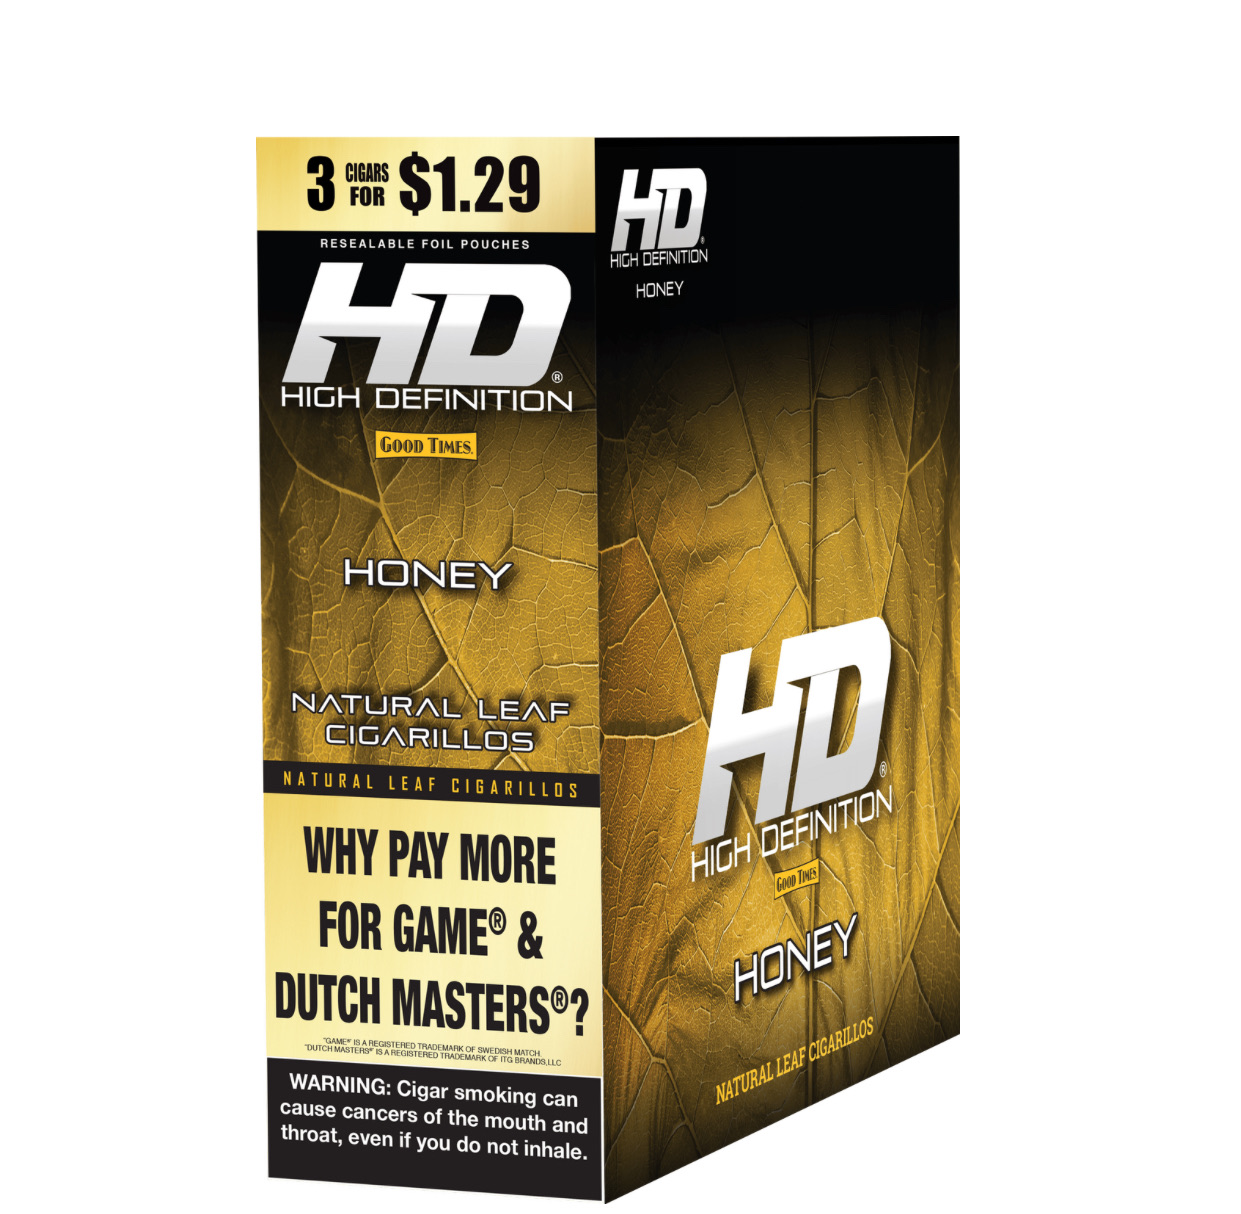 3 CIGARS FOR $1.29
RESEALABLE FOIL POUCHES
HD®
HIGH DEFINITION
GOOD TIMES®
HONEY
NATURAL LEAF
CIGARILLOS
NATURAL LEAF CIGARILLOS
WHY PAY MORE
FOR GAME® &
DUTCH MASTERS®?
"GAME®" IS A REGISTERED TRADEMARK OF SWEDISH MATCH.
"DUTCH MASTERS®" IS A REGISTERED TRADEMARK OF ITG BRANDS,LLC
WARNING: Cigar smoking can
cause cancers of the mouth and
throat, even if you do not inhale.
HD®
HIGH DEFINITION
HONEY
HD®
HIGH DEFINITION
GOOD TIMES
HONEY
NATURAL LEAF CIGARILLOS